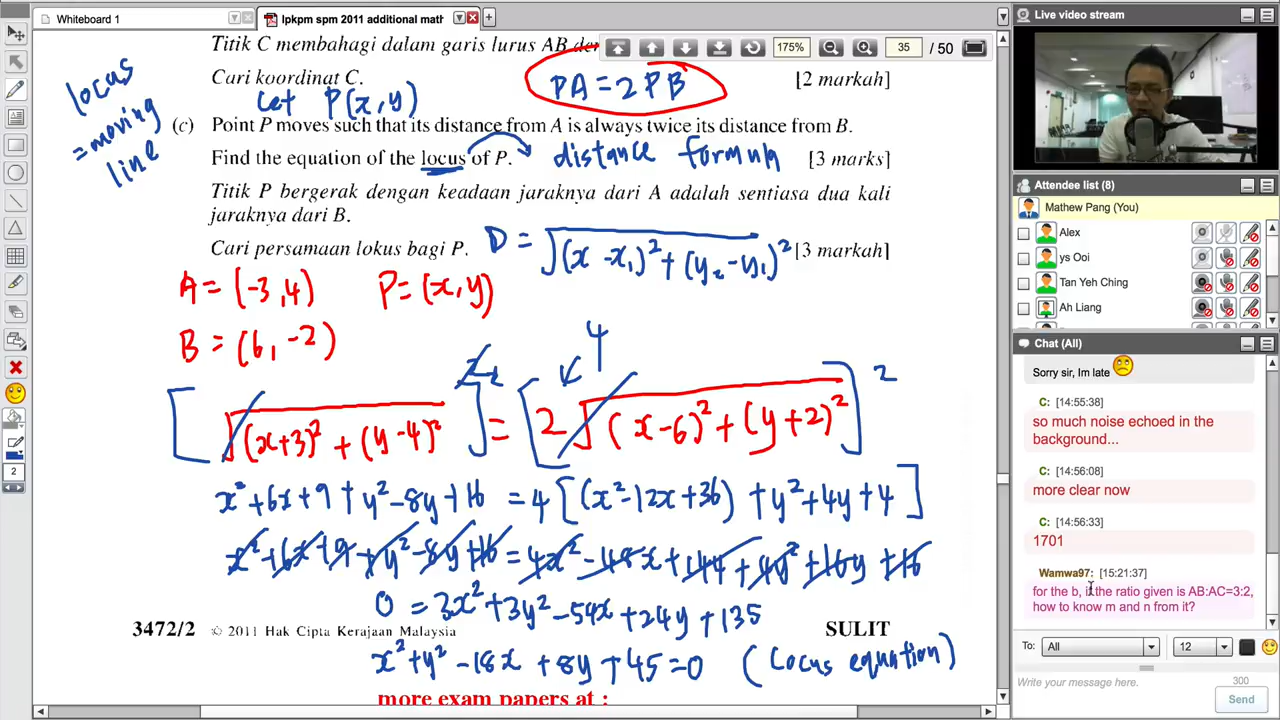 Whiteboard 1
lpkpm spm 2011 additional math
Titik C membahagi dalam garis lurus AB de
175%
35 / 50
Cari koordinat C.
[2 markah]
PA = 2 PB
locus
= moving
line
Let P(x, y)
(c) Point P moves such that its distance from A is always twice its distance from B.
Find the equation of the locus of P.
distance formula
[3 marks]
Titik P bergerak dengan keadaan jaraknya dari A adalah sentiasa dua kali
jaraknya dari B.
Cari persamaan lokus bagi P.
[3 markah]
D = √(x - x₁)² + (y₂ - y₁)²
A = (-3, 4) P = (x, y)
B = (6, -2)
4
[√(x+3)² + (y-4)²]² = [2√(x-6)² + (y+2)²]²
x² + 6x + 9 + y² - 8y + 16 = 4[(x² - 12x + 36) + y² + 4y + 4]
x² + 6x + 9 + y² - 8y + 16 = 4x² - 48x + 144 + 4y² + 16y + 16
0 = 3x² + 3y² - 54x + 24y + 135
3472/2 © 2011 Hak Cipta Kerajaan Malaysia SULIT
x² + y² - 18x + 8y + 45 = 0 (Locus equation)
more exam papers at :
2
Live video stream
Attendee list (8)
Mathew Pang (You)
Alex
ys Ooi
Tan Yeh Ching
Ah Liang
Chat (All)
Sorry sir, Im late
C: [14:55:38]
so much noise echoed in the
background...
C: [14:56:08]
more clear now
C: [14:56:33]
1701
Wamwa97: [15:21:37]
for the b, if the ratio given is AB:AC=3:2,
how to know m and n from it?
To: All 12
Write your message here...
300
Send